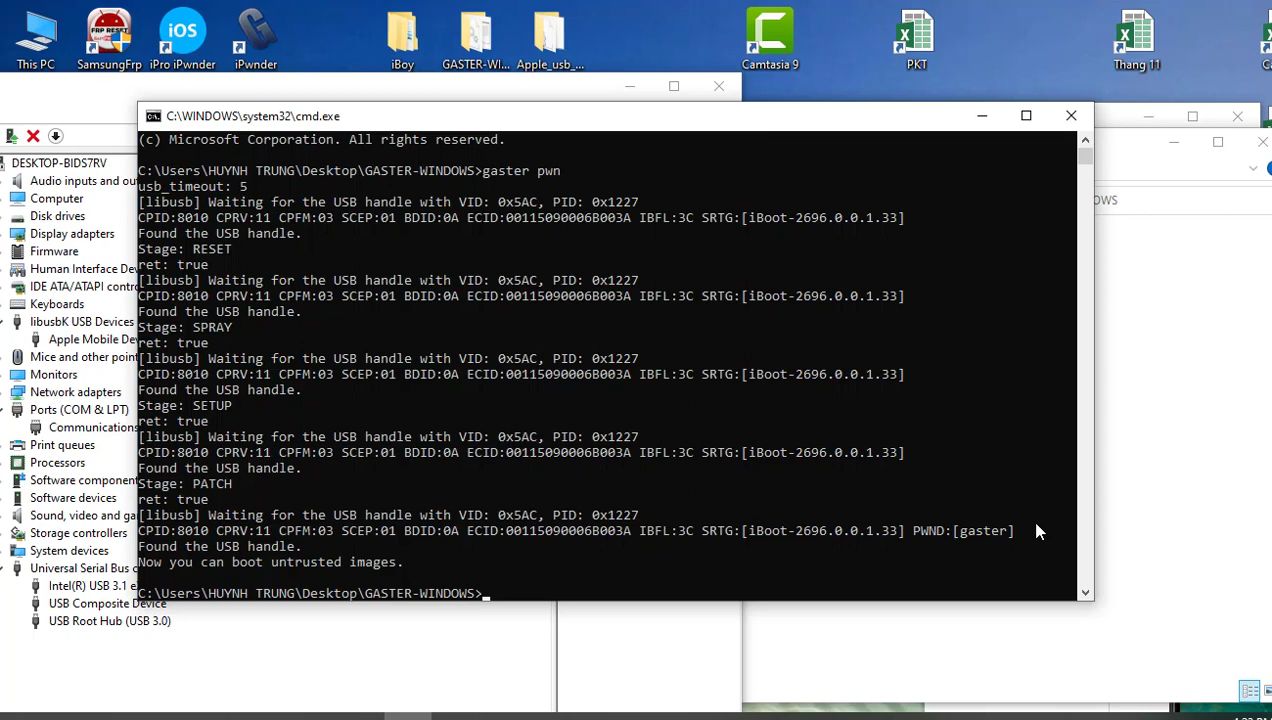 This PC
SamsungFrp
iOS
iPro iPwnder
iPwnder
iBoy
GASTER-WI...
Apple_usb_...
Camtasia 9
PKT
Thang 11
C:\WINDOWS\system32\cmd.exe
(c) Microsoft Corporation. All rights reserved.
C:\Users\HUYNH TRUNG\Desktop\GASTER-WINDOWS>gaster pwn
usb_timeout: 5
[libusb] Waiting for the USB handle with VID: 0x5AC, PID: 0x1227
CPID:8010 CPRV:11 CPFM:03 SCEP:01 BDID:0A ECID:00115090006B003A IBFL:3C SRTG:[iBoot-2696.0.0.1.33]
Found the USB handle.
Stage: RESET
ret: true
[libusb] Waiting for the USB handle with VID: 0x5AC, PID: 0x1227
CPID:8010 CPRV:11 CPFM:03 SCEP:01 BDID:0A ECID:00115090006B003A IBFL:3C SRTG:[iBoot-2696.0.0.1.33]
Found the USB handle.
Stage: SPRAY
ret: true
[libusb] Waiting for the USB handle with VID: 0x5AC, PID: 0x1227
CPID:8010 CPRV:11 CPFM:03 SCEP:01 BDID:0A ECID:00115090006B003A IBFL:3C SRTG:[iBoot-2696.0.0.1.33]
Found the USB handle.
Stage: SETUP
ret: true
[libusb] Waiting for the USB handle with VID: 0x5AC, PID: 0x1227
CPID:8010 CPRV:11 CPFM:03 SCEP:01 BDID:0A ECID:00115090006B003A IBFL:3C SRTG:[iBoot-2696.0.0.1.33]
Found the USB handle.
Stage: PATCH
ret: true
[libusb] Waiting for the USB handle with VID: 0x5AC, PID: 0x1227
CPID:8010 CPRV:11 CPFM:03 SCEP:01 BDID:0A ECID:00115090006B003A IBFL:3C SRTG:[iBoot-2696.0.0.1.33] PWND:[gaster]
Found the USB handle.
Now you can boot untrusted images.
C:\Users\HUYNH TRUNG\Desktop\GASTER-WINDOWS>
DESKTOP-BIDS7RV
Audio inputs and ou
Computer
Disk drives
Display adapters
Firmware
Human Interface Dev
IDE ATA/ATAPI contro
Keyboards
libusbK USB Devices
Apple Mobile De
Mice and other point
Monitors
Network adapters
Ports (COM & LPT)
Communications
Print queues
Processors
Software component
Software devices
Sound, video and ga
Storage controllers
System devices
Universal Serial Bus c
Intel(R) USB 3.1 e
USB Composite Device
USB Root Hub (USB 3.0)
OWS